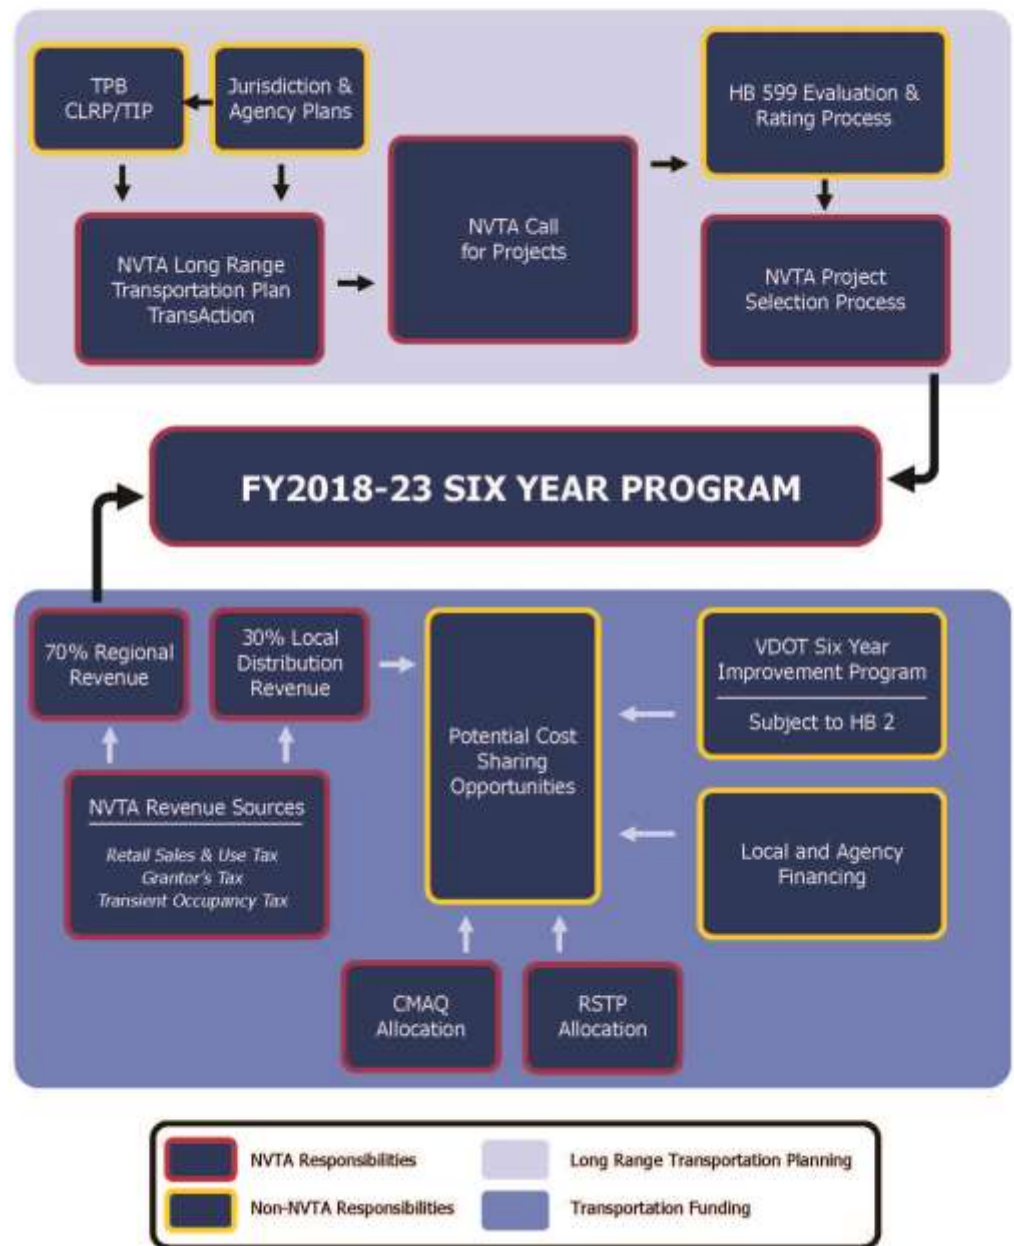 TPB
CLRP/TIP
Jurisdiction &
Agency Plans
HB 599 Evaluation &
Rating Process
NVTA Call
for Projects
NVTA Long Range
Transportation Plan
TransAction
NVTA Project
Selection Process
FY2018-23 SIX YEAR PROGRAM
70% Regional
Revenue
30% Local
Distribution
Revenue
Potential Cost
Sharing
Opportunities
VDOT Six Year
Improvement Program
Subject to HB 2
NVTA Revenue Sources
Retail Sales & Use Tax
Grantor's Tax
Transient Occupancy Tax
Local and Agency
Financing
CMAQ
Allocation
RSTP
Allocation
NVTA Responsibilities
Long Range Transportation Planning
Non-NVTA Responsibilities
Transportation Funding